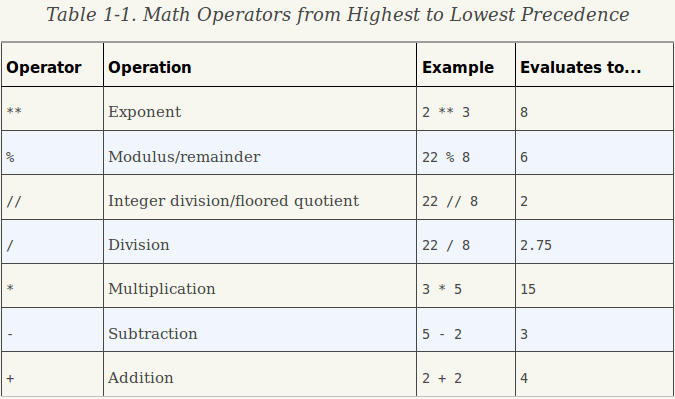 Table 1-1. Math Operators from Highest to Lowest Precedence
Operator Operation Example Evaluates to...
** Exponent 2 ** 3 8
% Modulus/remainder 22 % 8 6
// Integer division/floored quotient 22 // 8 2
/ Division 22 / 8 2.75
* Multiplication 3 * 5 15
- Subtraction 5 - 2 3
+ Addition 2 + 2 4